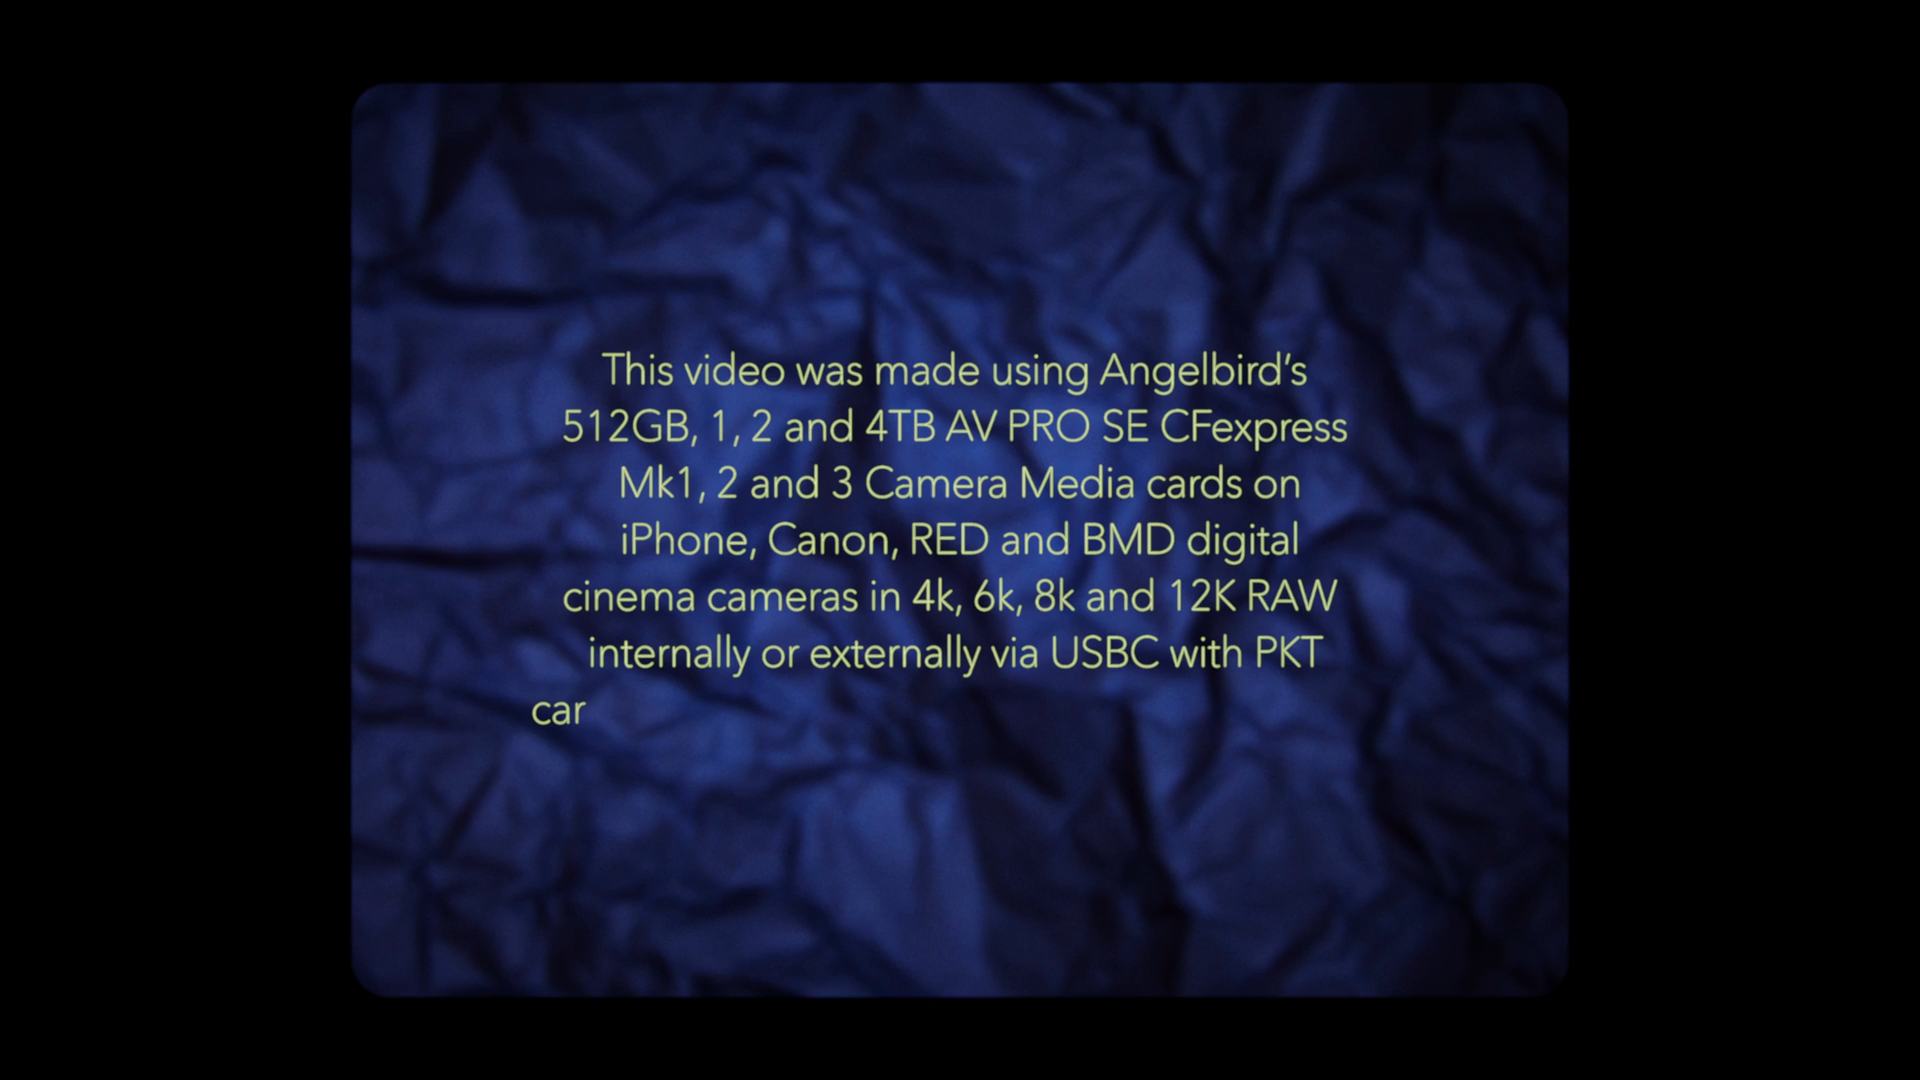 This video was made using Angelbird’s
512GB, 1, 2 and 4TB AV PRO SE CFexpress
Mk1, 2 and 3 Camera Media cards on
iPhone, Canon, RED and BMD digital
cinema cameras in 4k, 6k, 8k and 12K RAW
internally or externally via USBC with PKT
car